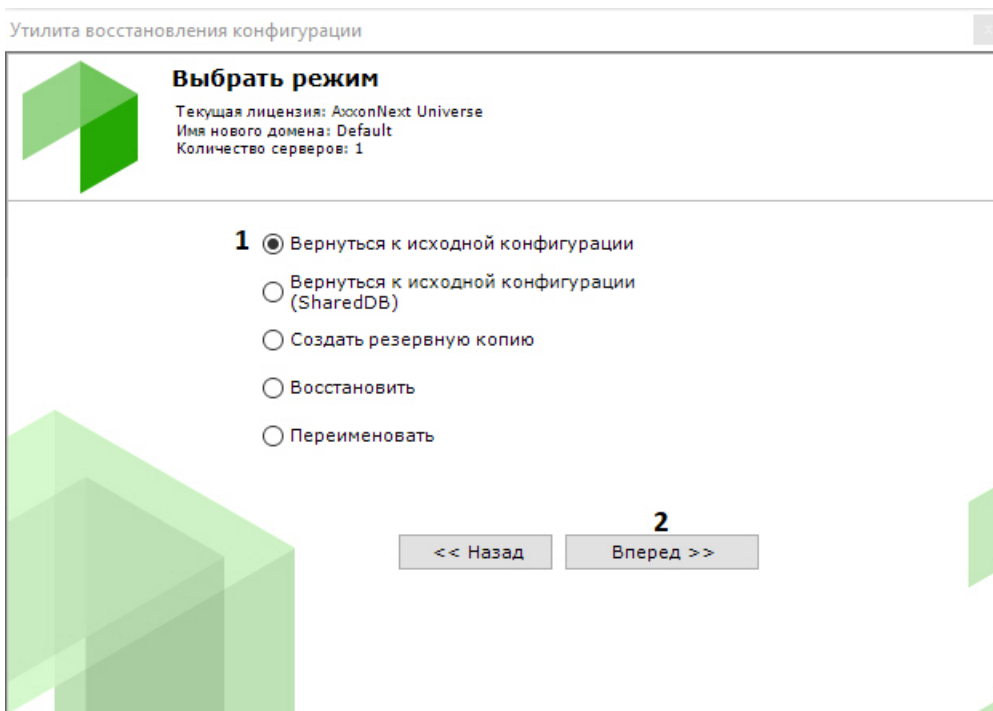 Утилита восстановления конфигурации
Выбрать режим
Текущая лицензия: AxxonNext Universe
Имя нового домена: Default
Количество серверов: 1
1 Вернуться к исходной конфигурации
Вернуться к исходной конфигурации
(SharedDB)
Создать резервную копию
Восстановить
Переименовать
2
<< Назад
Вперед >>